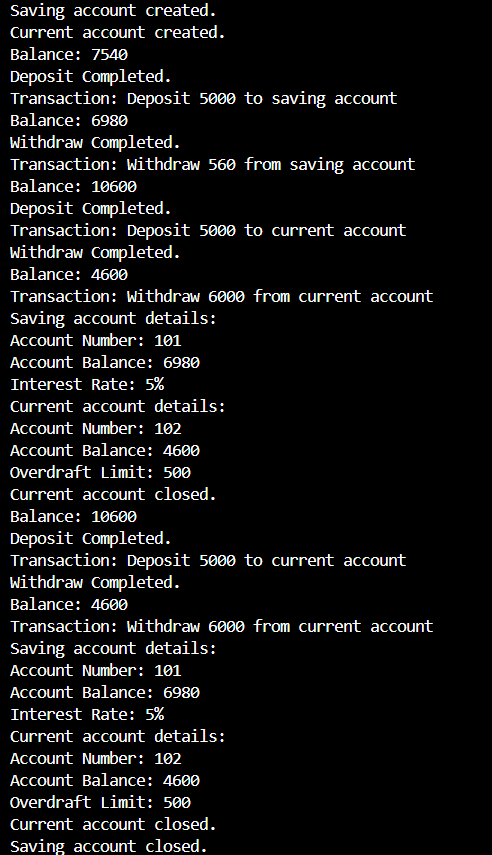 Saving account created.
Current account created.
Balance: 7540
Deposit Completed.
Transaction: Deposit 5000 to saving account
Balance: 6980
Withdraw Completed.
Transaction: Withdraw 560 from saving account
Balance: 10600
Deposit Completed.
Transaction: Deposit 5000 to current account
Withdraw Completed.
Balance: 4600
Transaction: Withdraw 6000 from current account
Saving account details:
Account Number: 101
Account Balance: 6980
Interest Rate: 5%
Current account details:
Account Number: 102
Account Balance: 4600
Overdraft Limit: 500
Current account closed.
Balance: 10600
Deposit Completed.
Transaction: Deposit 5000 to current account
Withdraw Completed.
Balance: 4600
Transaction: Withdraw 6000 from current account
Saving account details:
Account Number: 101
Account Balance: 6980
Interest Rate: 5%
Current account details:
Account Number: 102
Account Balance: 4600
Overdraft Limit: 500
Current account closed.
Saving account closed.